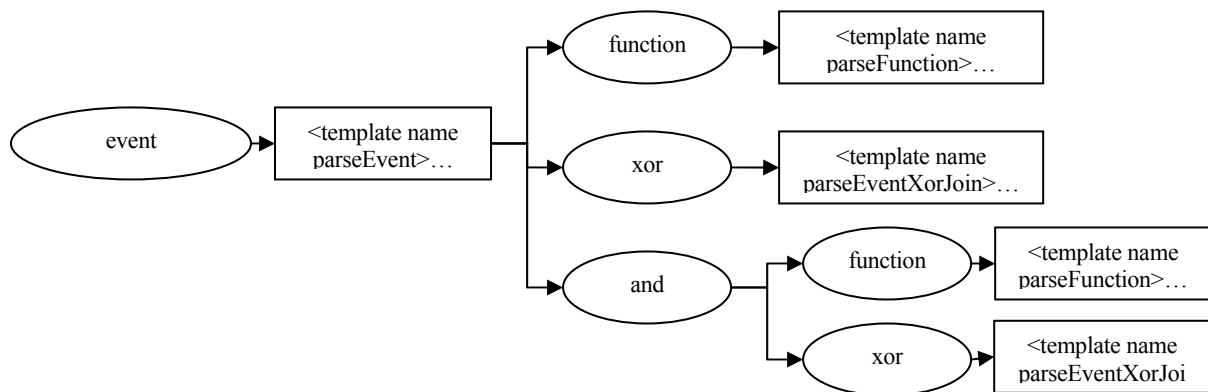 event
<template name
parseEvent>…
function
<template name
parseFunction>…
xor
<template name
parseEventXorJoin>…
and
function
<template name
parseFunction>…
xor
<template name
parseEventXorJoi